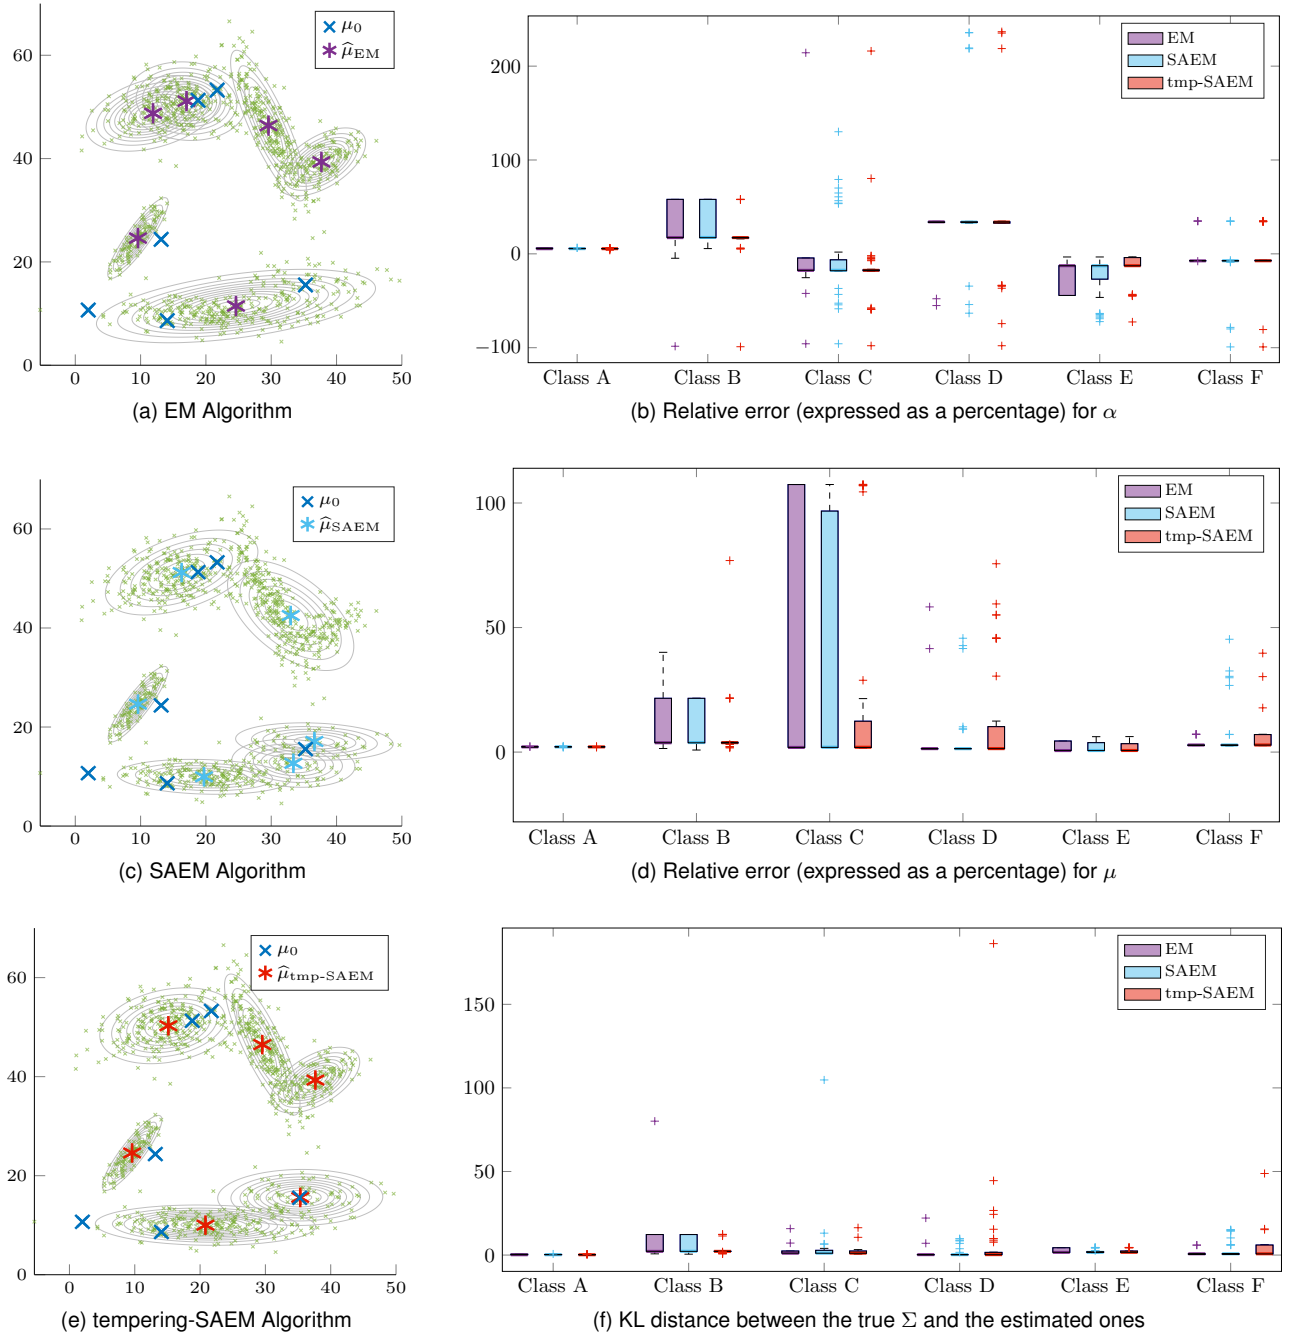 60
40
20
0
0 10 20 30 40 50
μ₀
μ̂EM
(a) EM Algorithm
200
100
0
−100
Class A Class B Class C Class D Class E Class F
EM
SAEM
tmp-SAEM
(b) Relative error (expressed as a percentage) for α
60
40
20
0
0 10 20 30 40 50
μ₀
μ̂SAEM
(c) SAEM Algorithm
100
50
0
Class A Class B Class C Class D Class E Class F
EM
SAEM
tmp-SAEM
(d) Relative error (expressed as a percentage) for μ
60
40
20
0
0 10 20 30 40 50
μ₀
μ̂tmp-SAEM
(e) tempering-SAEM Algorithm
150
100
50
0
Class A Class B Class C Class D Class E Class F
EM
SAEM
tmp-SAEM
(f) KL distance between the true Σ and the estimated ones